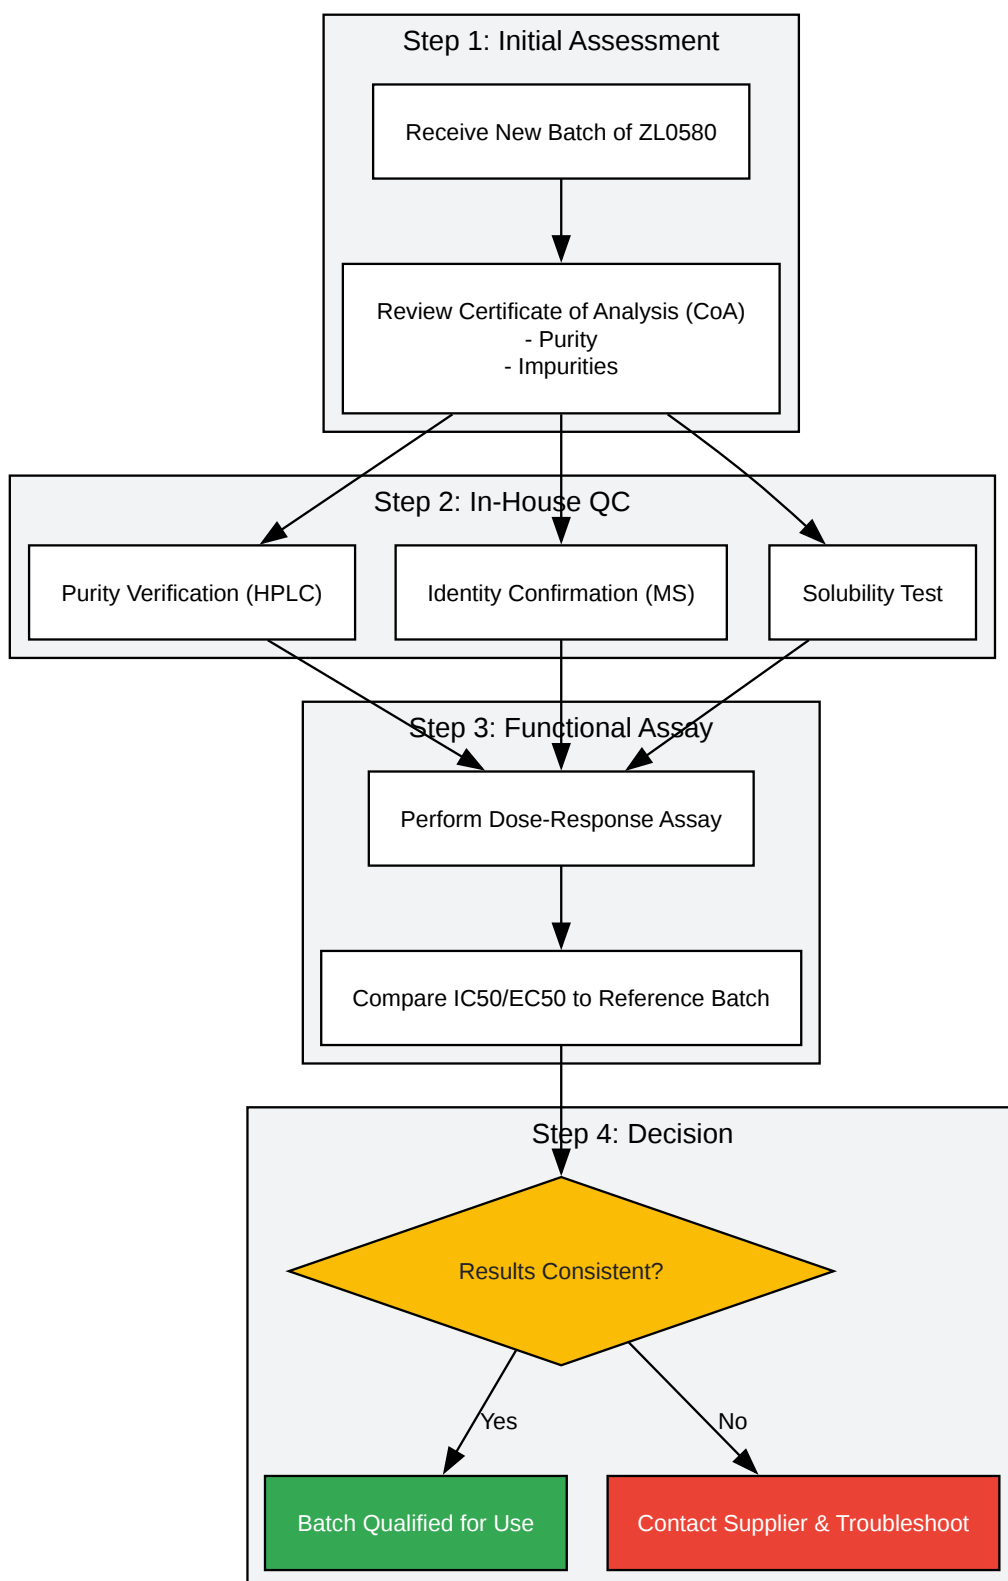 Step 1: Initial Assessment
Receive New Batch of ZL0580
Review Certificate of Analysis (CoA)
- Purity
- Impurities
Step 2: In-House QC
Purity Verification (HPLC)
Identity Confirmation (MS)
Solubility Test
Step 3: Functional Assay
Perform Dose-Response Assay
Compare IC50/EC50 to Reference Batch
Step 4: Decision
Results Consistent?
Yes
No
Batch Qualified for Use
Contact Supplier & Troubleshoot